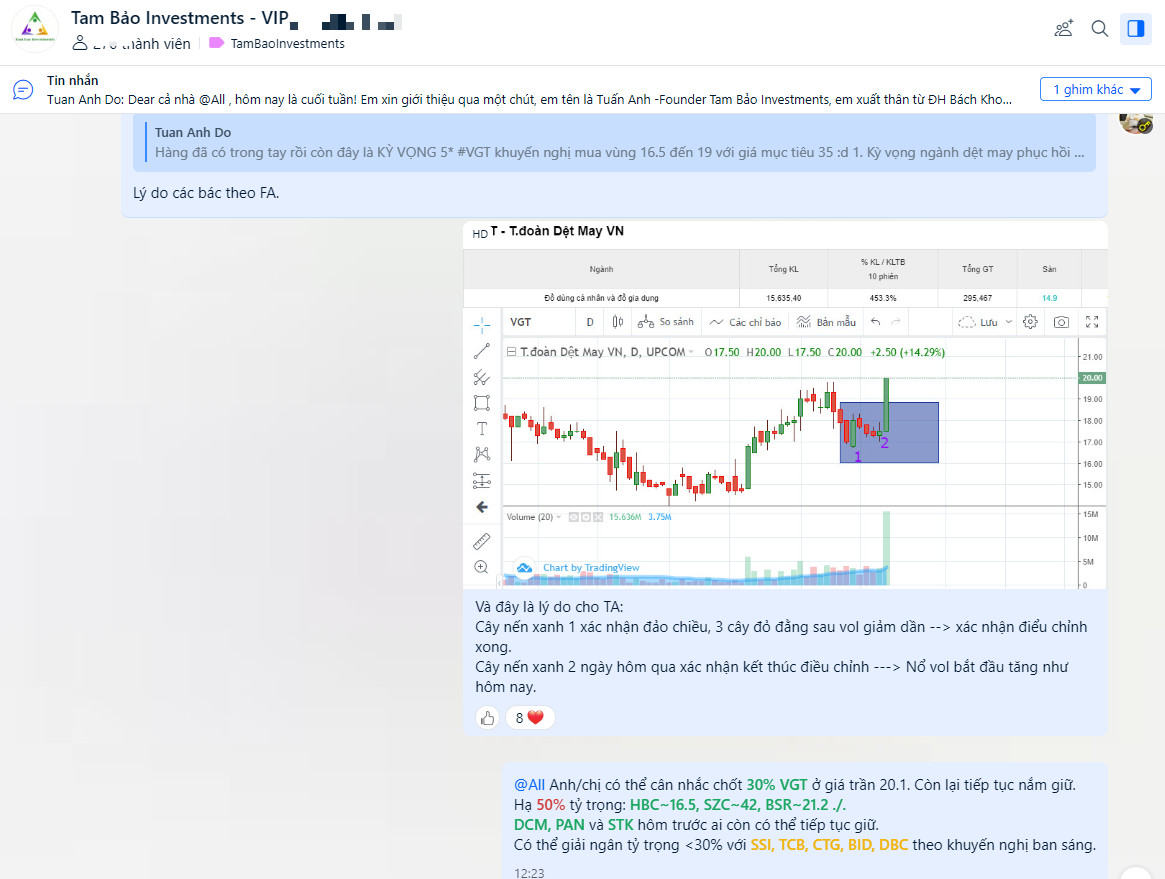 Tam Bảo Investments - VIP
thành viên
TamBaoInvestments
Tin nhắn
Tuan Anh Do: Dear cả nhà @All , hôm nay là cuối tuần! Em xin giới thiệu qua một chút, em tên là Tuấn Anh -Founder Tam Bảo Investments, em xuất thân từ ĐH Bách Kho...
1 ghim khác
Tuan Anh Do
Hàng đã có trong tay rồi còn đây là KỲ VỌNG 5* #VGT khuyến nghị mua vùng 16.5 đến 19 với giá mục tiêu 35 :d 1. Kỳ vọng ngành dệt may phục hồi ...
Lý do các bác theo FA.
HD T - T.đoàn Dệt May VN
Ngành Tổng KL % KL / KLTB 10 phiên Tổng GT Sàn
Đồ dùng cá nhân và đồ gia dụng 15.635,40 453.3% 295,467 14.9
VGT D So sánh Các chỉ báo Bản mẫu Lưu
T.đoàn Dệt May VN, D, UPCOM O17.50 H20.00 L17.50 C20.00 +2.50 (+14.29%)
21.00
20.00
19.00
18.00
17.00
16.00
15.00
1
2
Volume (20) 15.636M 3.75M
15M
10M
5M
0
Chart by TradingView
Và đây là lý do cho TA:
Cây nến xanh 1 xác nhận đảo chiều, 3 cây đỏ đằng sau vol giảm dần --> xác nhận điểu chỉnh
xong.
Cây nến xanh 2 ngày hôm qua xác nhận kết thúc điều chỉnh ---> Nổ vol bắt đầu tăng như
hôm nay.
8
@All Anh/chị có thể cân nhắc chốt 30% VGT ở giá trần 20.1. Còn lại tiếp tục nắm giữ.
Hạ 50% tỷ trọng: HBC~16.5, SZC~42, BSR~21.2 ./.
DCM, PAN và STK hôm trước ai còn có thể tiếp tục giữ.
Có thể giải ngân tỷ trọng <30% với SSI, TCB, CTG, BID, DBC theo khuyến nghị ban sáng.
12:23